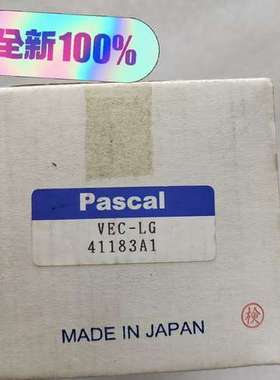 全新100%
Pascal
VEC-LG
41183A1
検
MADE IN JAPAN